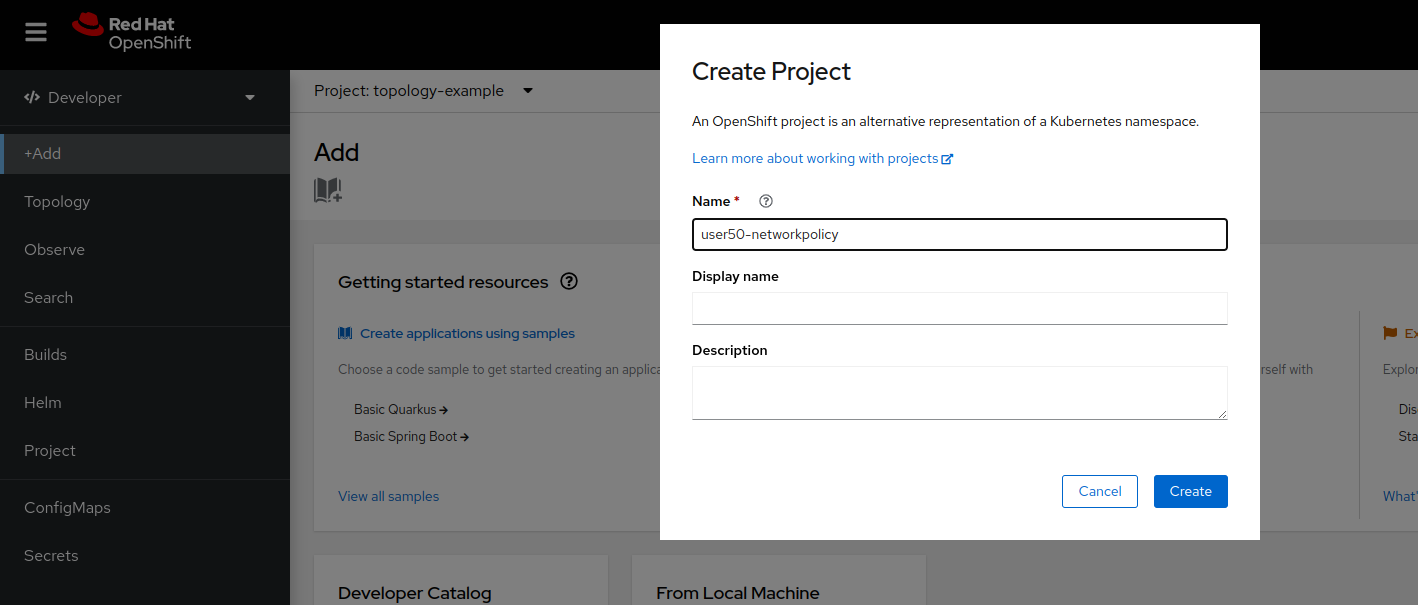 Red Hat
OpenShift
Developer
+Add
Topology
Observe
Search
Builds
Helm
Project
ConfigMaps
Secrets
Project: topology-example
Add
Getting started resources
Create applications using samples
Choose a code sample to get started creating an applica
Basic Quarkus
Basic Spring Boot
View all samples
Developer Catalog
From Local Machine
Create Project
An OpenShift project is an alternative representation of a Kubernetes namespace.
Learn more about working with projects
Name *
user50-networkpolicy
Display name
Description
Cancel
Create
rself with
Ex
Explor
Dis
Sta
What'